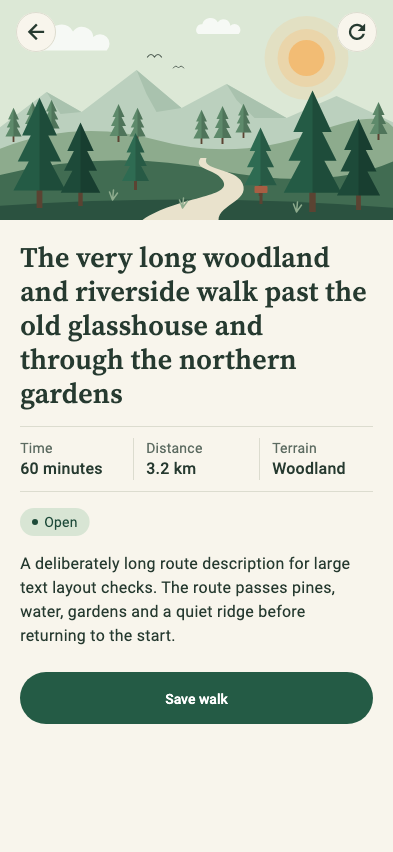 The very long woodland
and riverside walk past the
old glasshouse and
through the northern
gardens
Time
60 minutes
Distance
3.2 km
Terrain
Woodland
Open
A deliberately long route description for large
text layout checks. The route passes pines,
water, gardens and a quiet ridge before
returning to the start.
Save walk